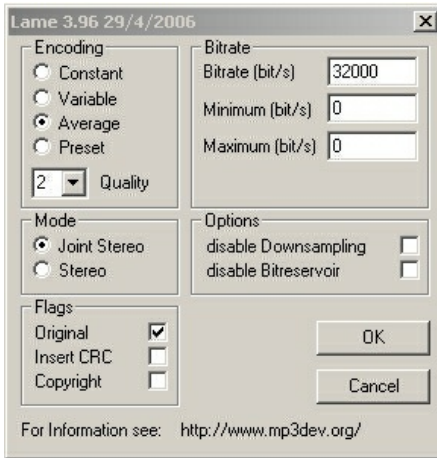 Lame 3.96 29/4/2006
Encoding
Constant
Variable
Average
Preset
2 Quality
Bitrate
Bitrate (bit/s) 32000
Minimum (bit/s) 0
Maximum (bit/s) 0
Mode
Joint Stereo
Stereo
Options
disable Downsampling
disable Bitreservoir
Flags
Original
Insert CRC
Copyright
OK
Cancel
For Information see: http://www.mp3dev.org/